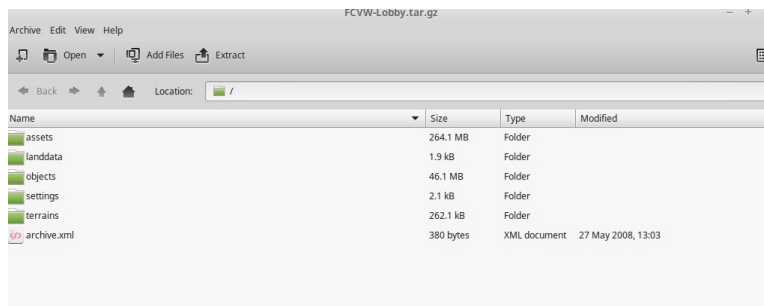 FCVW-Lobby.tar.gz
Archive Edit View Help
Open Add Files Extract
Back Location: /
Name Size Type Modified
assets 264.1 MB Folder
landdata 1.9 kB Folder
objects 46.1 MB Folder
settings 2.1 kB Folder
terrains 262.1 kB Folder
archive.xml 380 bytes XML document 27 May 2008, 13:03